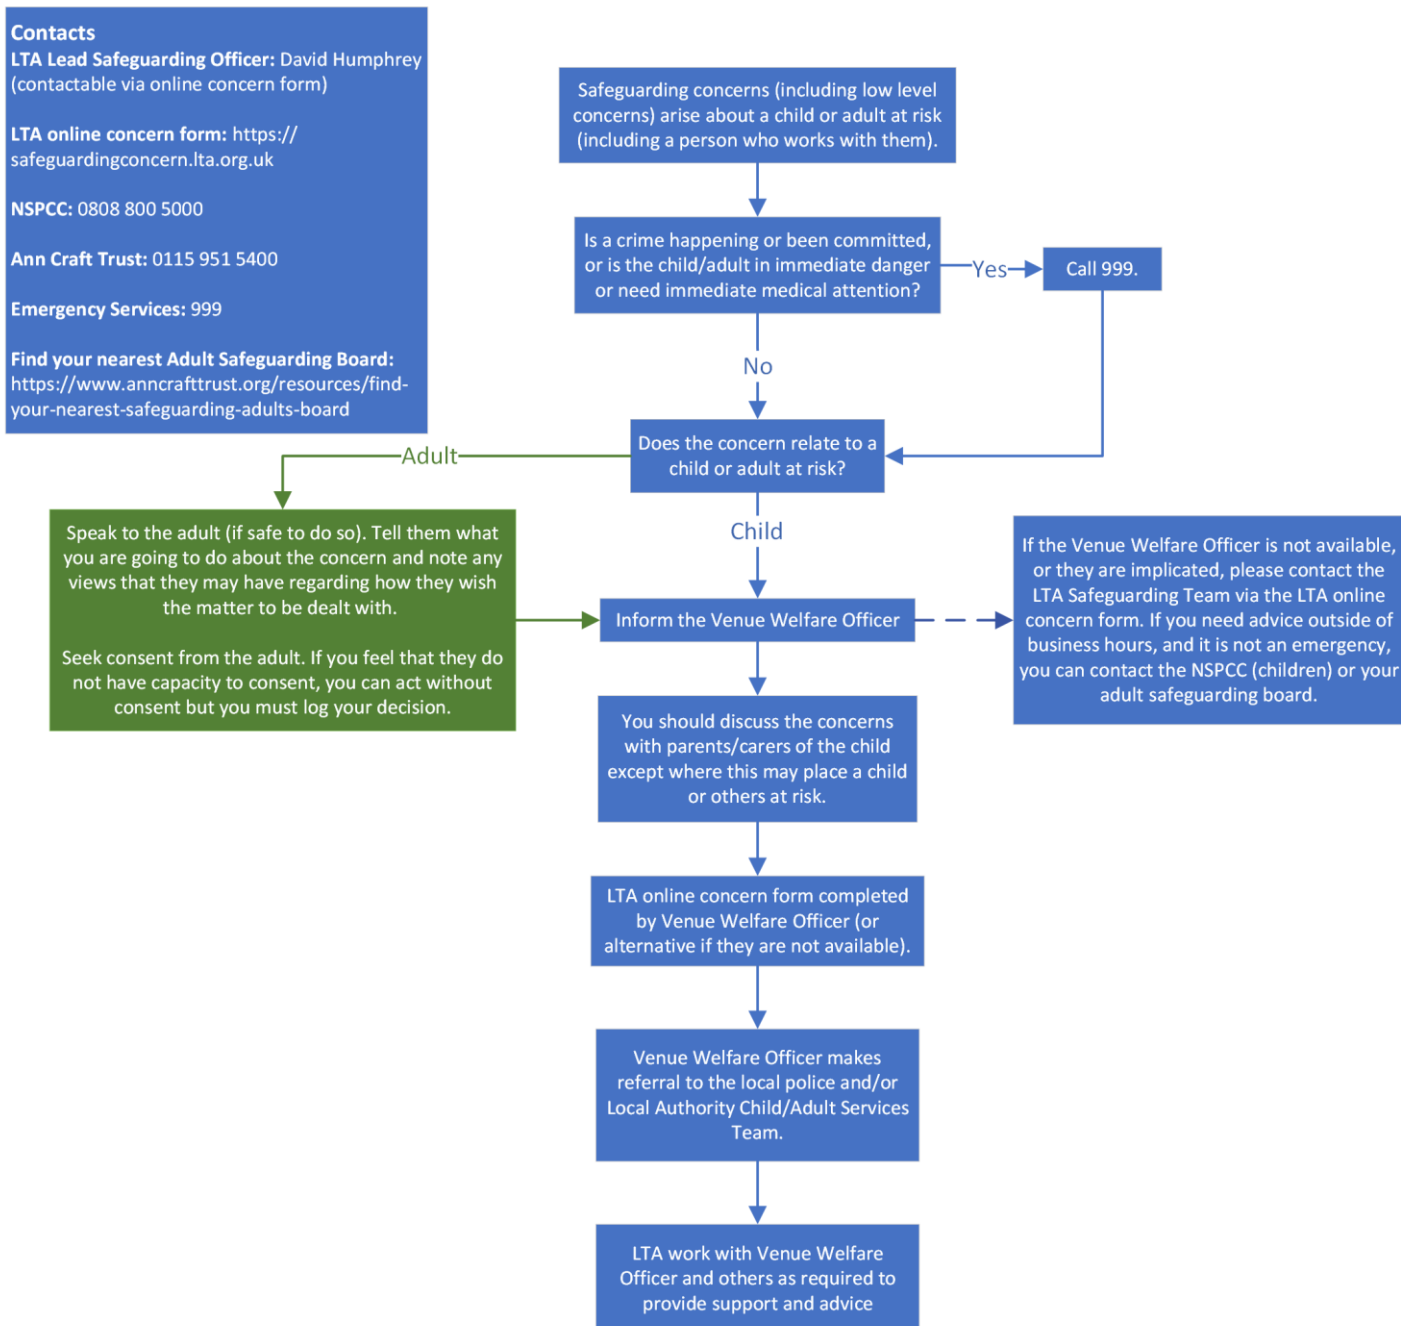 Contacts
LTA Lead Safeguarding Officer: David Humphrey
(contactable via online concern form)
LTA online concern form: https://
safeguardingconcern.lta.org.uk
NSPCC: 0808 800 5000
Ann Craft Trust: 0115 951 5400
Emergency Services: 999
Find your nearest Adult Safeguarding Board:
https://www.anncrafttrust.org/resources/find-
your-nearest-safeguarding-adults-board
Safeguarding concerns (including low level
concerns) arise about a child or adult at risk
(including a person who works with them).
Is a crime happening or been committed,
or is the child/adult in immediate danger
or need immediate medical attention?
Yes
Call 999.
No
Does the concern relate to a
child or adult at risk?
Adult
Speak to the adult (if safe to do so). Tell them what
you are going to do about the concern and note any
views that they may have regarding how they wish
the matter to be dealt with.
Seek consent from the adult. If you feel that they do
not have capacity to consent, you can act without
consent but you must log your decision.
Child
Inform the Venue Welfare Officer
If the Venue Welfare Officer is not available,
or they are implicated, please contact the
LTA Safeguarding Team via the LTA online
concern form. If you need advice outside of
business hours, and it is not an emergency,
you can contact the NSPCC (children) or your
adult safeguarding board.
You should discuss the concerns
with parents/carers of the child
except where this may place a child
or others at risk.
LTA online concern form completed
by Venue Welfare Officer (or
alternative if they are not available).
Venue Welfare Officer makes
referral to the local police and/or
Local Authority Child/Adult Services
Team.
LTA work with Venue Welfare
Officer and others as required to
provide support and advice